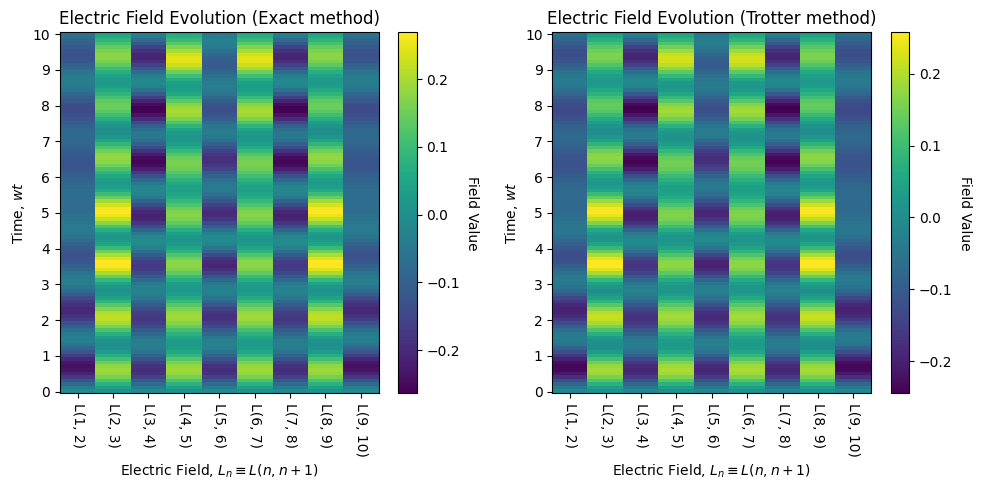 Electric Field Evolution (Exact method)
10
9
8
7
6
5
4
3
2
1
0
Time, wt
L(1, 2)
L(2, 3)
L(3, 4)
L(4, 5)
L(5, 6)
L(6, 7)
L(7, 8)
L(8, 9)
L(9, 10)
Electric Field, Lₙ ≡ L(n, n + 1)
0.2
0.1
0.0
−0.1
−0.2
Field Value
Electric Field Evolution (Trotter method)
10
9
8
7
6
5
4
3
2
1
0
Time, wt
L(1, 2)
L(2, 3)
L(3, 4)
L(4, 5)
L(5, 6)
L(6, 7)
L(7, 8)
L(8, 9)
L(9, 10)
Electric Field, Lₙ ≡ L(n, n + 1)
0.2
0.1
0.0
−0.1
−0.2
Field Value